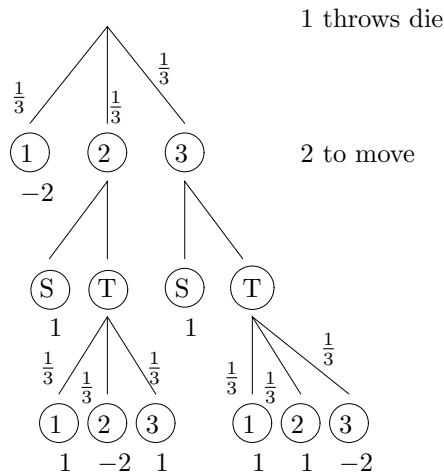 1 throws die
1/3 1/3 1/3
1 2 3 2 to move
−2
S T S T
1 1
1/3 1/3 1/3 1/3 1/3 1/3
1 2 3 1 2 3
1 −2 1 1 1 −2